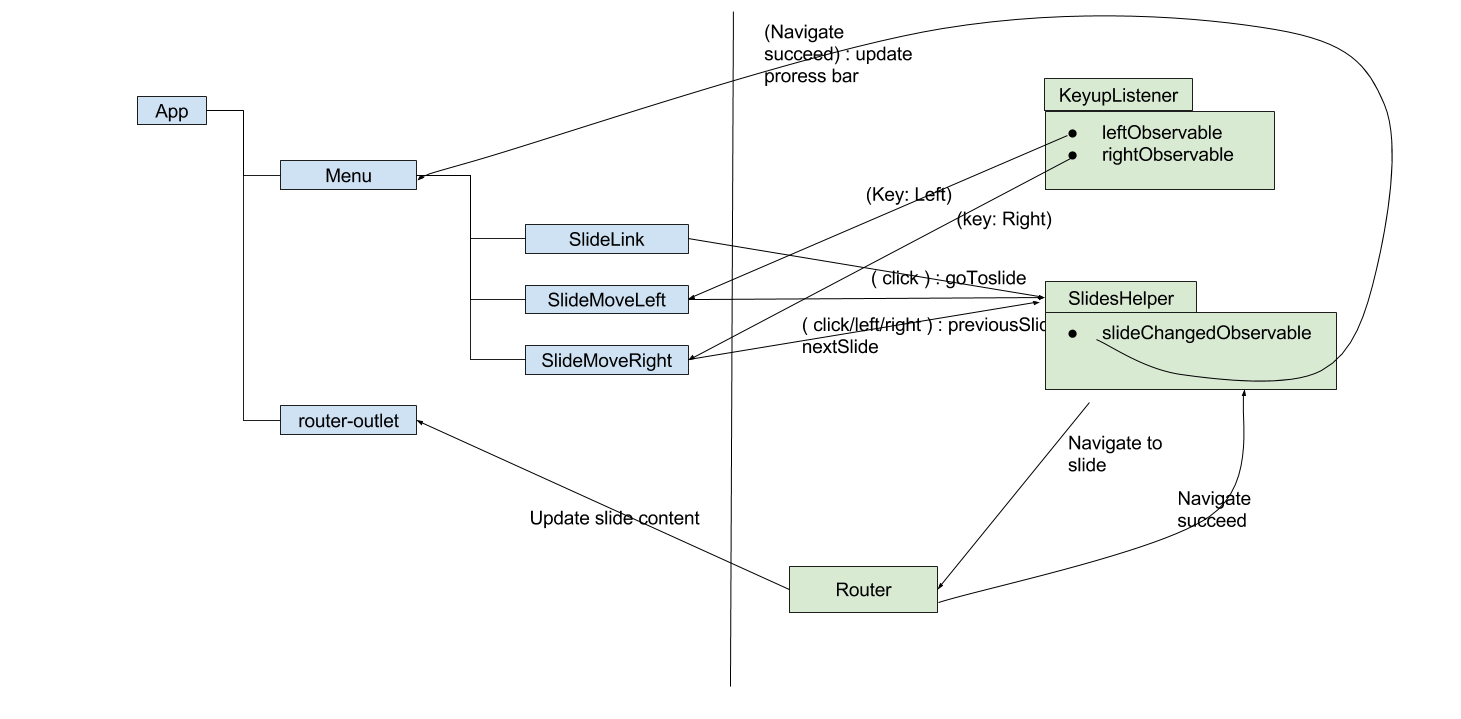 (Navigate
succeed) : update
proress bar
App
KeyupListener
leftObservable
rightObservable
Menu
(Key: Left)
(key: Right)
SlideLink
( click ) : goToslide
SlideMoveLeft
SlidesHelper
( click/left/right ) : previousSlic
nextSlide
slideChangedObservable
SlideMoveRight
router-outlet
Navigate to
slide
Navigate
succeed
Update slide content
Router